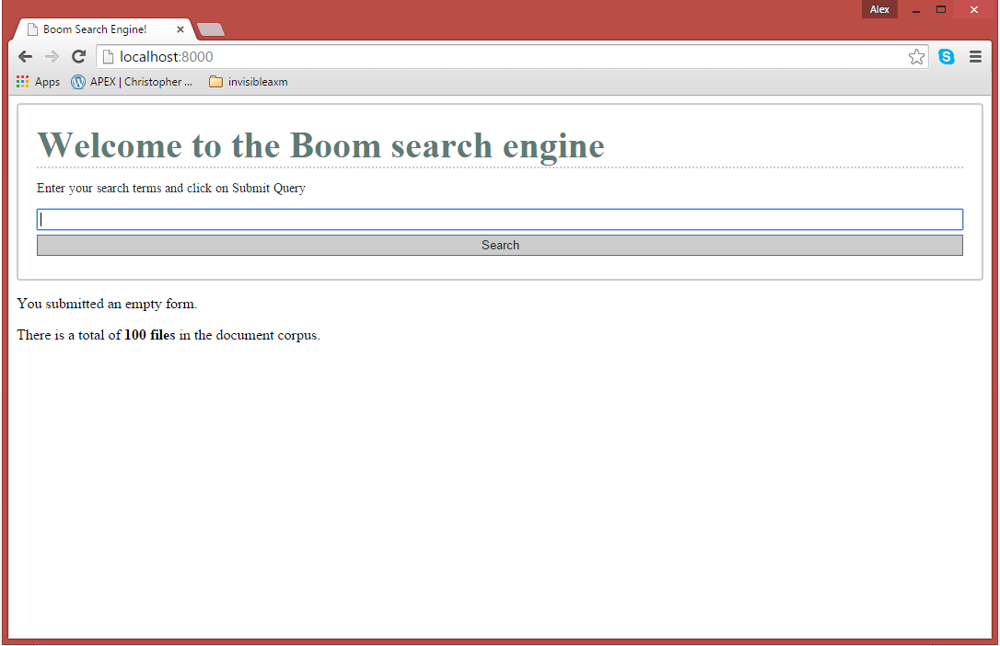 Alex
Boom Search Engine!
localhost:8000
Apps APEX | Christopher ... invisibleaxm
Welcome to the Boom search engine
Enter your search terms and click on Submit Query
Search
You submitted an empty form.
There is a total of 100 files in the document corpus.